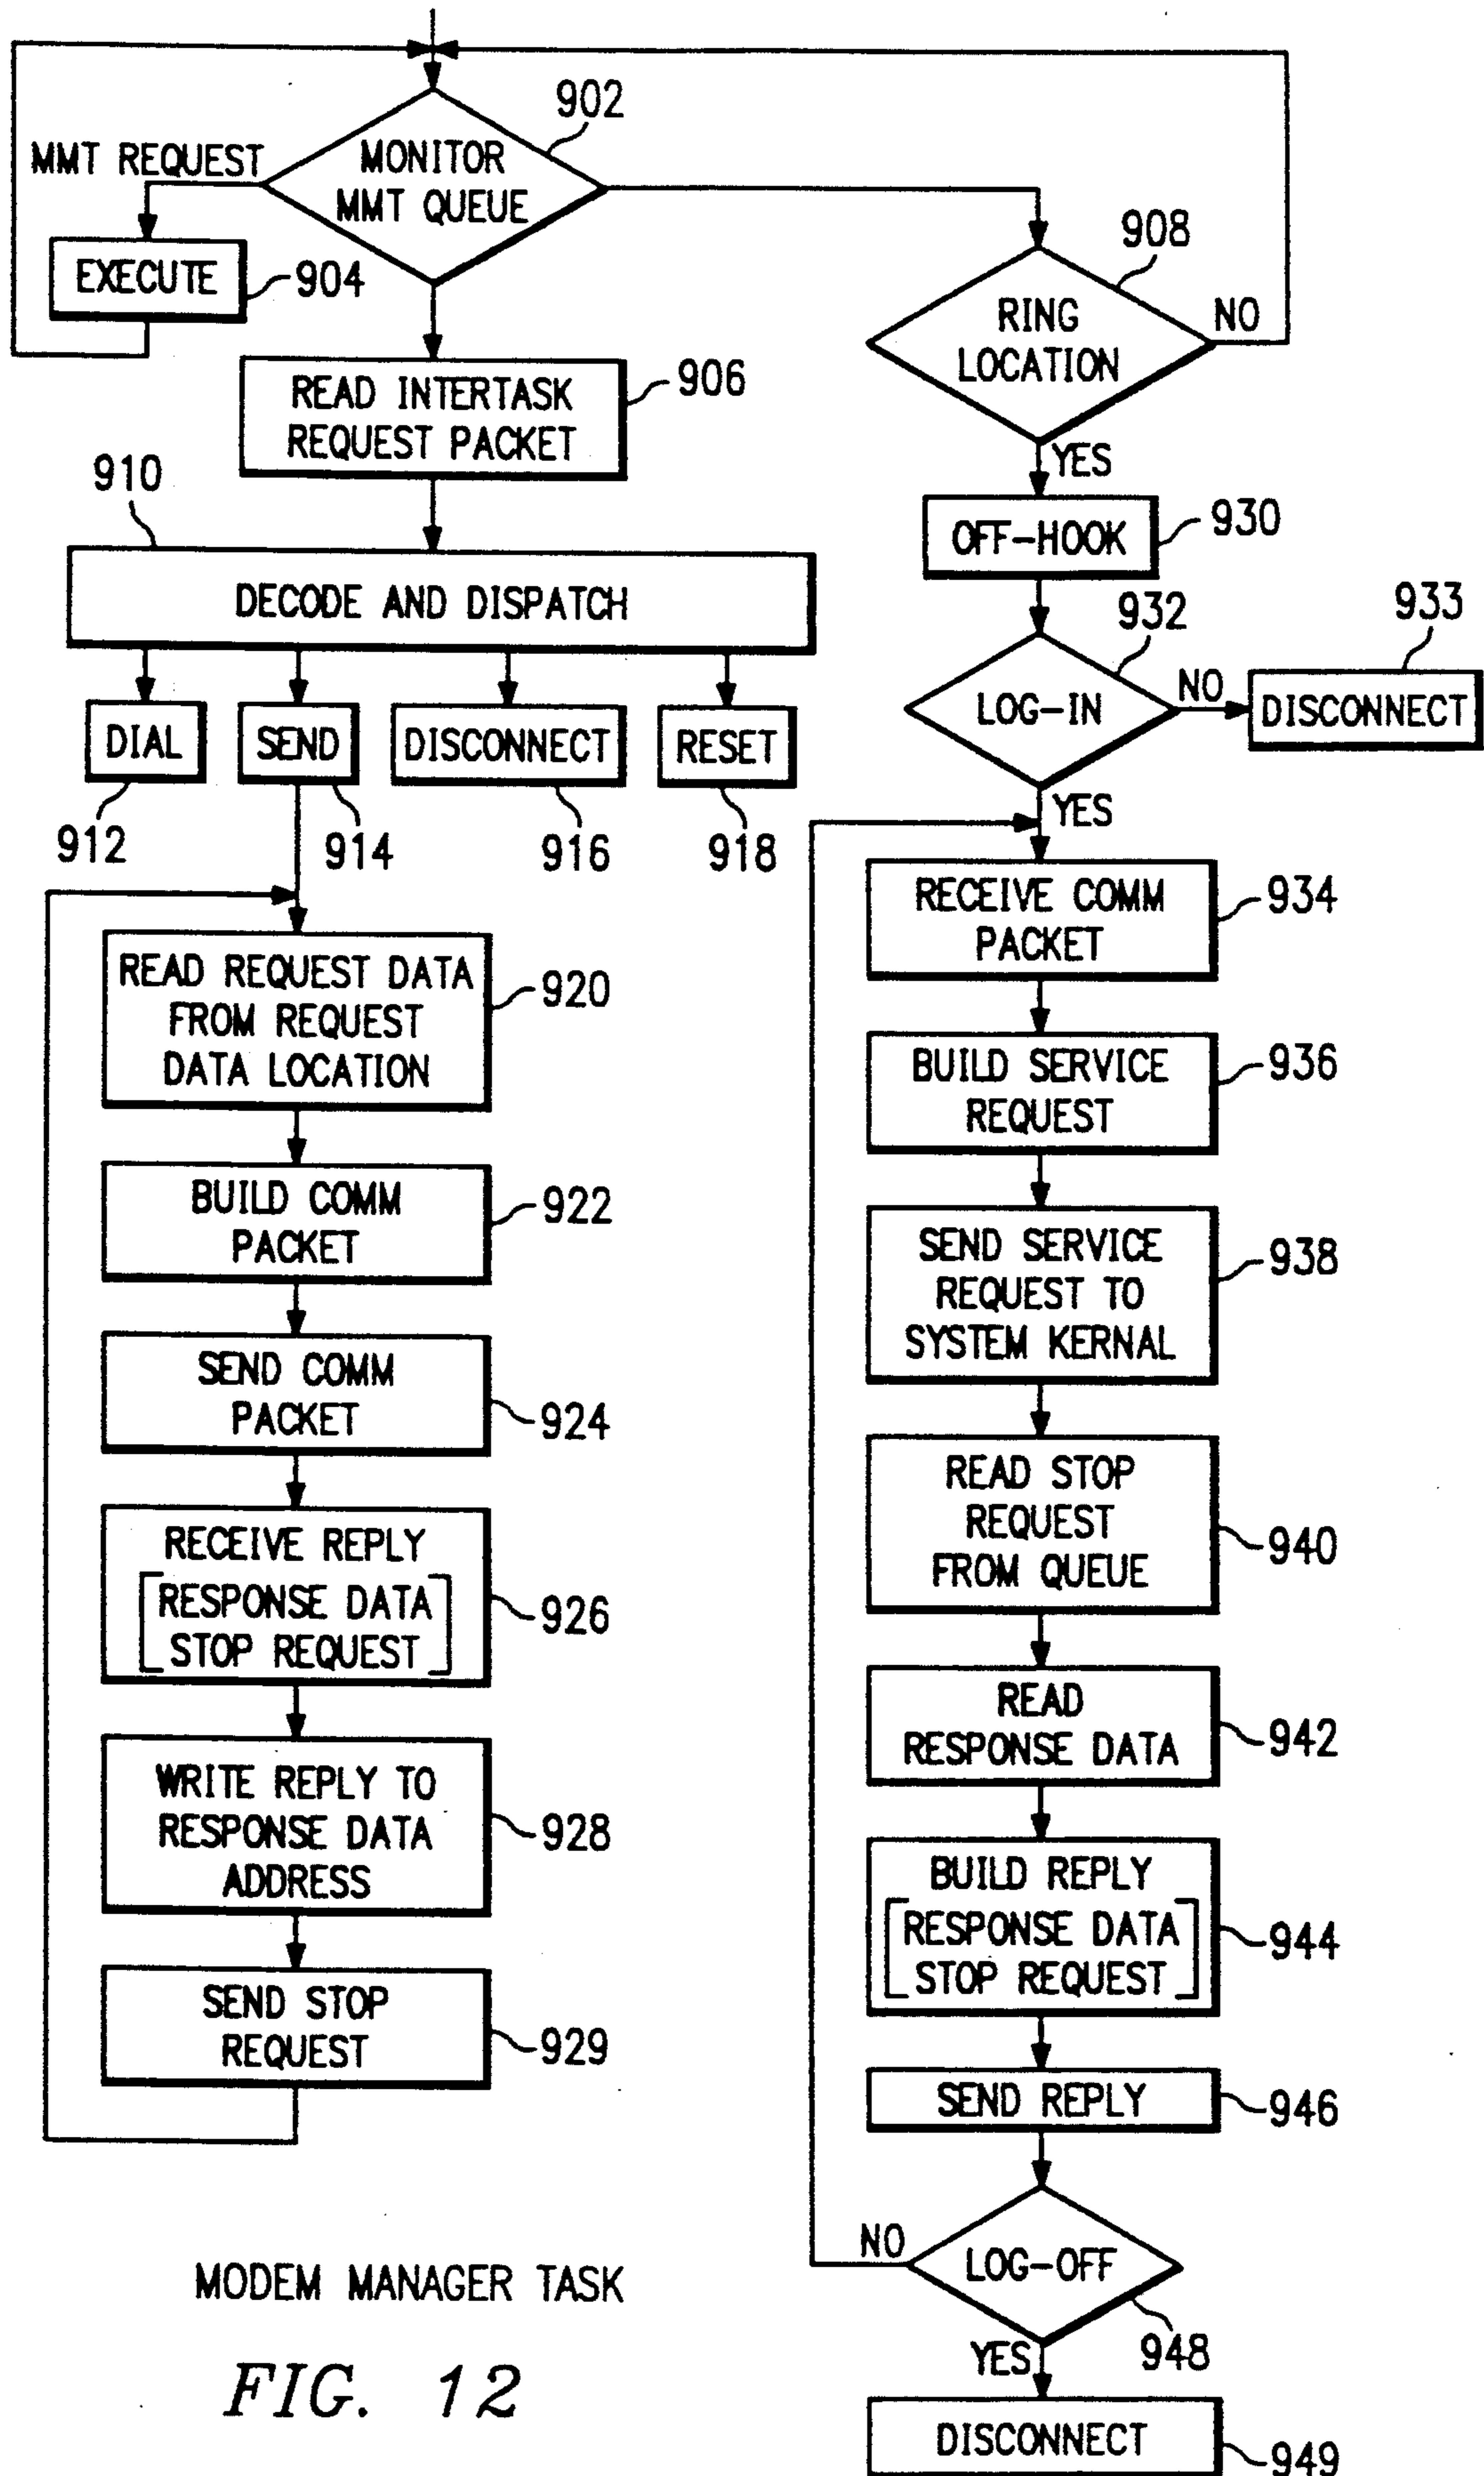 902
MMT REQUEST
MONITOR
MMT QUEUE
EXECUTE
904
908
RING
LOCATION
NO
YES
READ INTERTASK
REQUEST PACKET
906
910
DECODE AND DISPATCH
DIAL
SEND
DISCONNECT
RESET
912
914
916
918
OFF-HOOK
930
932
LOG-IN
NO
933
DISCONNECT
YES
READ REQUEST DATA
FROM REQUEST
DATA LOCATION
920
BUILD COMM
PACKET
922
SEND COMM
PACKET
924
RECEIVE REPLY
[RESPONSE DATA
STOP REQUEST]
926
WRITE REPLY TO
RESPONSE DATA
ADDRESS
928
SEND STOP
REQUEST
929
RECEIVE COMM
PACKET
934
BUILD SERVICE
REQUEST
936
SEND SERVICE
REQUEST TO
SYSTEM KERNAL
938
READ STOP
REQUEST
FROM QUEUE
940
READ
RESPONSE DATA
942
BUILD REPLY
[RESPONSE DATA
STOP REQUEST]
944
SEND REPLY
946
NO
LOG-OFF
948
YES
DISCONNECT
949
MODEM MANAGER TASK
FIG. 12